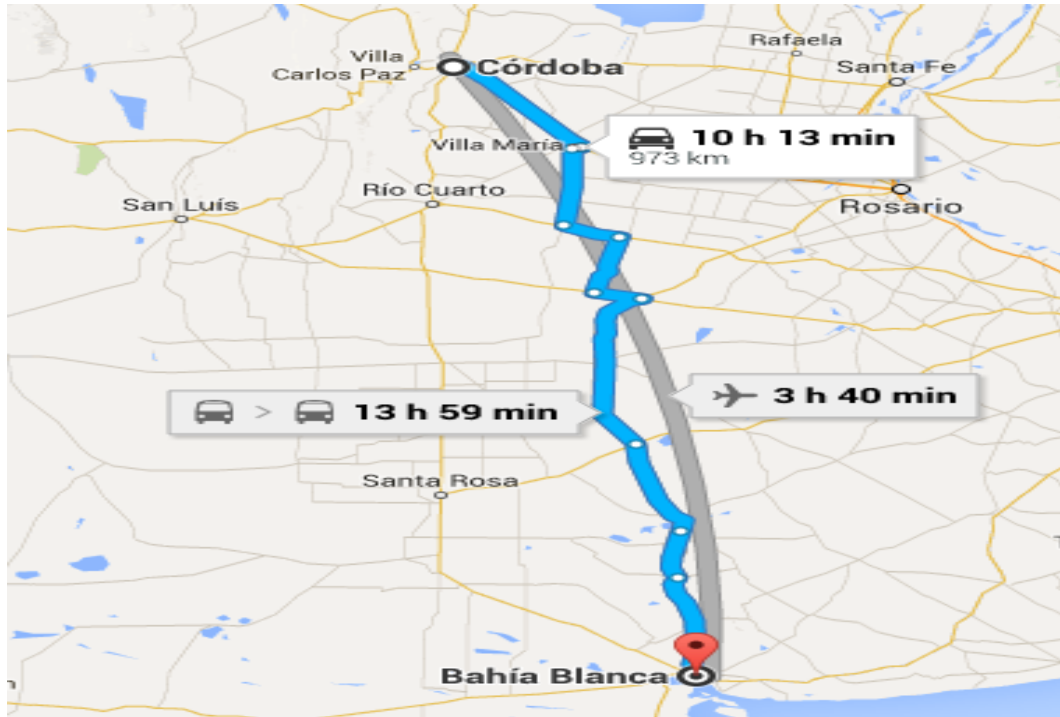 Rafaela
Villa
Carlos Paz
Córdoba
Santa Fe
Villa María
10 h 13 min
973 km
Río Cuarto
San Luís
Rosario
3 h 40 min
> 13 h 59 min
Santa Rosa
Bahía Blanca